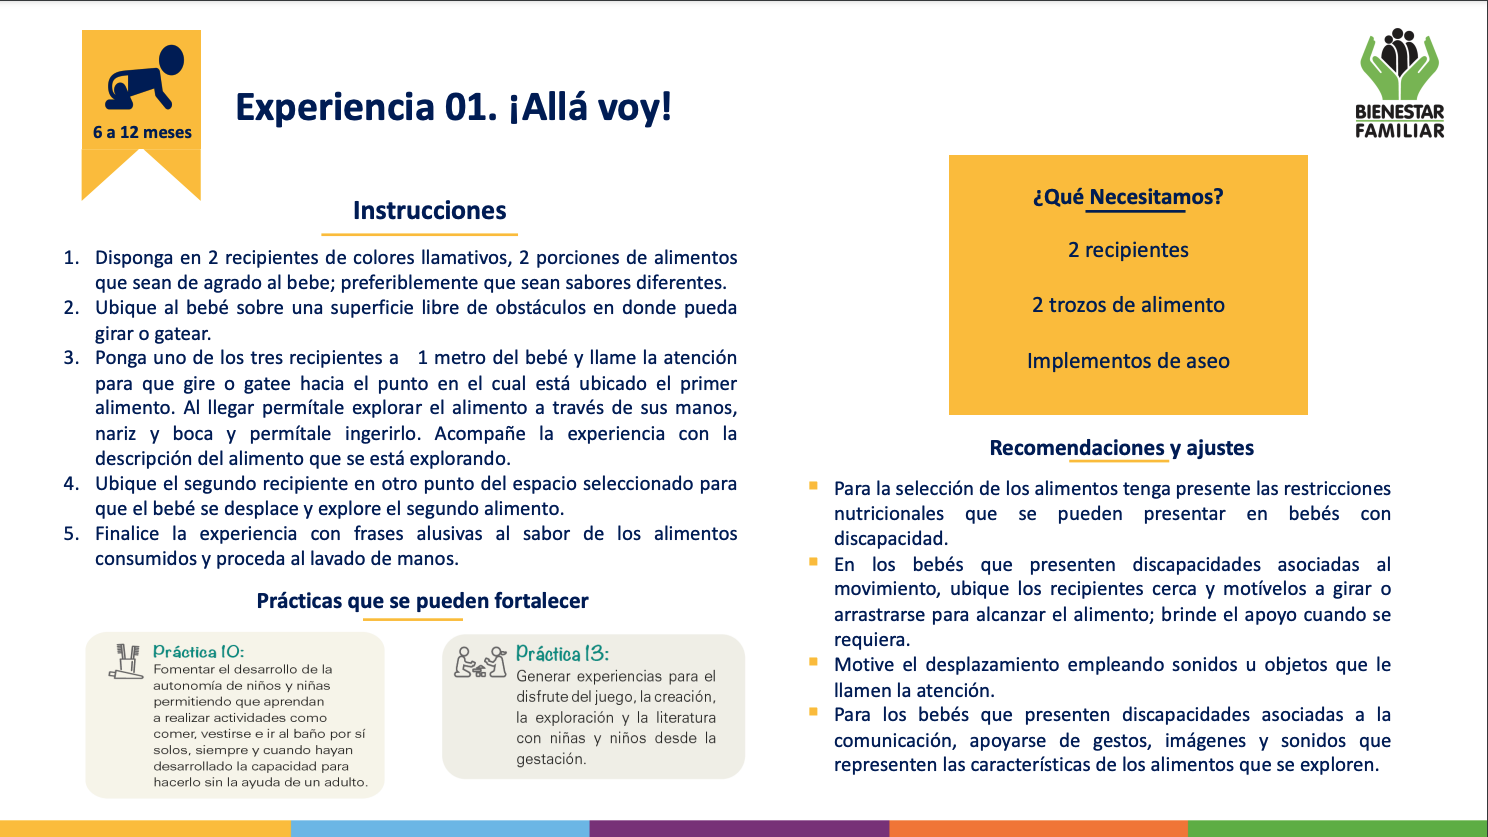 6 a 12 meses
Experiencia 01. ¡Allá voy!
BIENESTAR
FAMILIAR
Instrucciones
1. Disponga en 2 recipientes de colores llamativos, 2 porciones de alimentos
que sean de agrado al bebe; preferiblemente que sean sabores diferentes.
2. Ubique al bebé sobre una superficie libre de obstáculos en donde pueda
girar o gatear.
3. Ponga uno de los tres recipientes a 1 metro del bebé y llame la atención
para que gire o gatee hacia el punto en el cual está ubicado el primer
alimento. Al llegar permítale explorar el alimento a través de sus manos,
nariz y boca y permítale ingerirlo. Acompañe la experiencia con la
descripción del alimento que se está explorando.
4. Ubique el segundo recipiente en otro punto del espacio seleccionado para
que el bebé se desplace y explore el segundo alimento.
5. Finalice la experiencia con frases alusivas al sabor de los alimentos
consumidos y proceda al lavado de manos.
Prácticas que se pueden fortalecer
Práctica 10:
Fomentar el desarrollo de la
autonomía de niños y niñas
permitiendo que aprendan
a realizar actividades como
comer, vestirse e ir al baño por sí
solos, siempre y cuando hayan
desarrollado la capacidad para
hacerlo sin la ayuda de un adulto.
Práctica 13:
Generar experiencias para el
disfrute del juego, la creación,
la exploración y la literatura
con niñas y niños desde la
gestación.
¿Qué Necesitamos?
2 recipientes
2 trozos de alimento
Implementos de aseo
Recomendaciones y ajustes
Para la selección de los alimentos tenga presente las restricciones
nutricionales que se pueden presentar en bebés con
discapacidad.
En los bebés que presenten discapacidades asociadas al
movimiento, ubique los recipientes cerca y motívelos a girar o
arrastrarse para alcanzar el alimento; brinde el apoyo cuando se
requiera.
Motive el desplazamiento empleando sonidos u objetos que le
llamen la atención.
Para los bebés que presenten discapacidades asociadas a la
comunicación, apoyarse de gestos, imágenes y sonidos que
representen las características de los alimentos que se exploren.